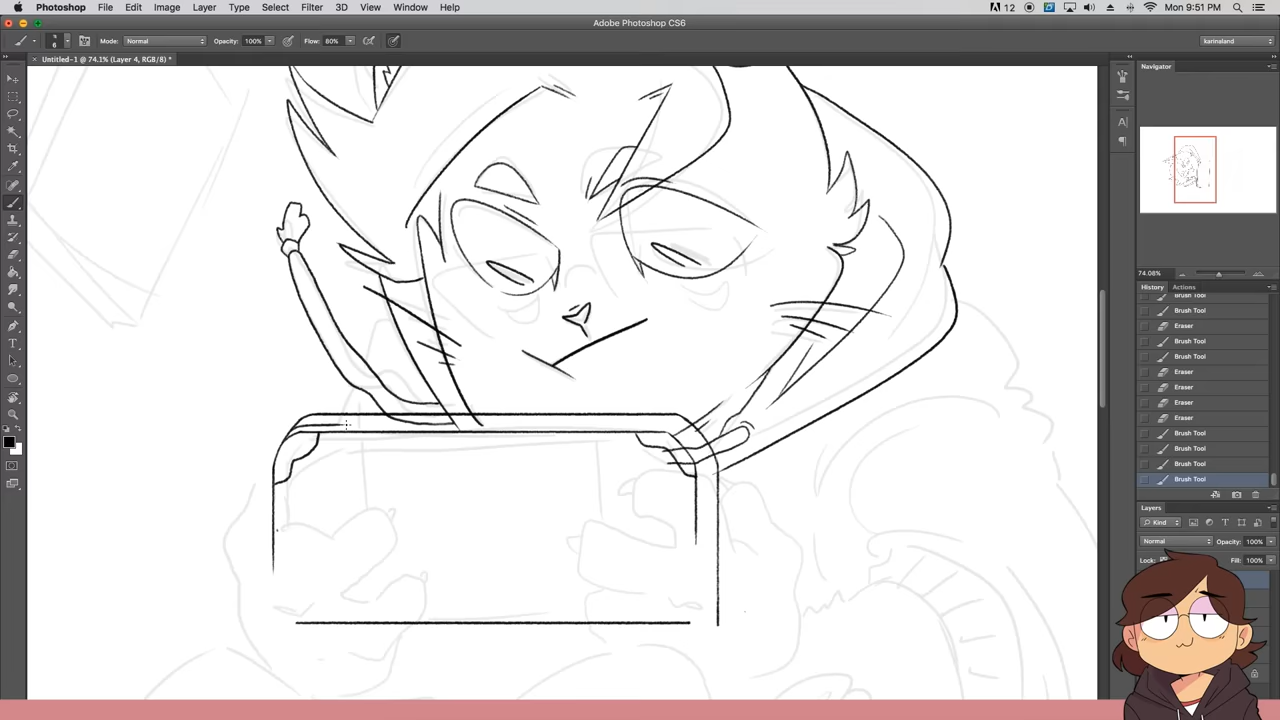 Photoshop File Edit Image Layer Type Select Filter 3D View Window Help 12 Mon 9:51 PM
Adobe Photoshop CS6
6 Mode: Normal Opacity: 100% Flow: 80% karinaland
× Untitled-1 @ 74.1% (Layer 4, RGB/8) *
Navigator
74.08%
History Actions
Brush Tool
Brush Tool
Eraser
Brush Tool
Brush Tool
Eraser
Eraser
Eraser
Eraser
Brush Tool
Brush Tool
Brush Tool
Brush Tool
Layers
Kind
Normal Opacity: 100%
Lock: Fill: 100%